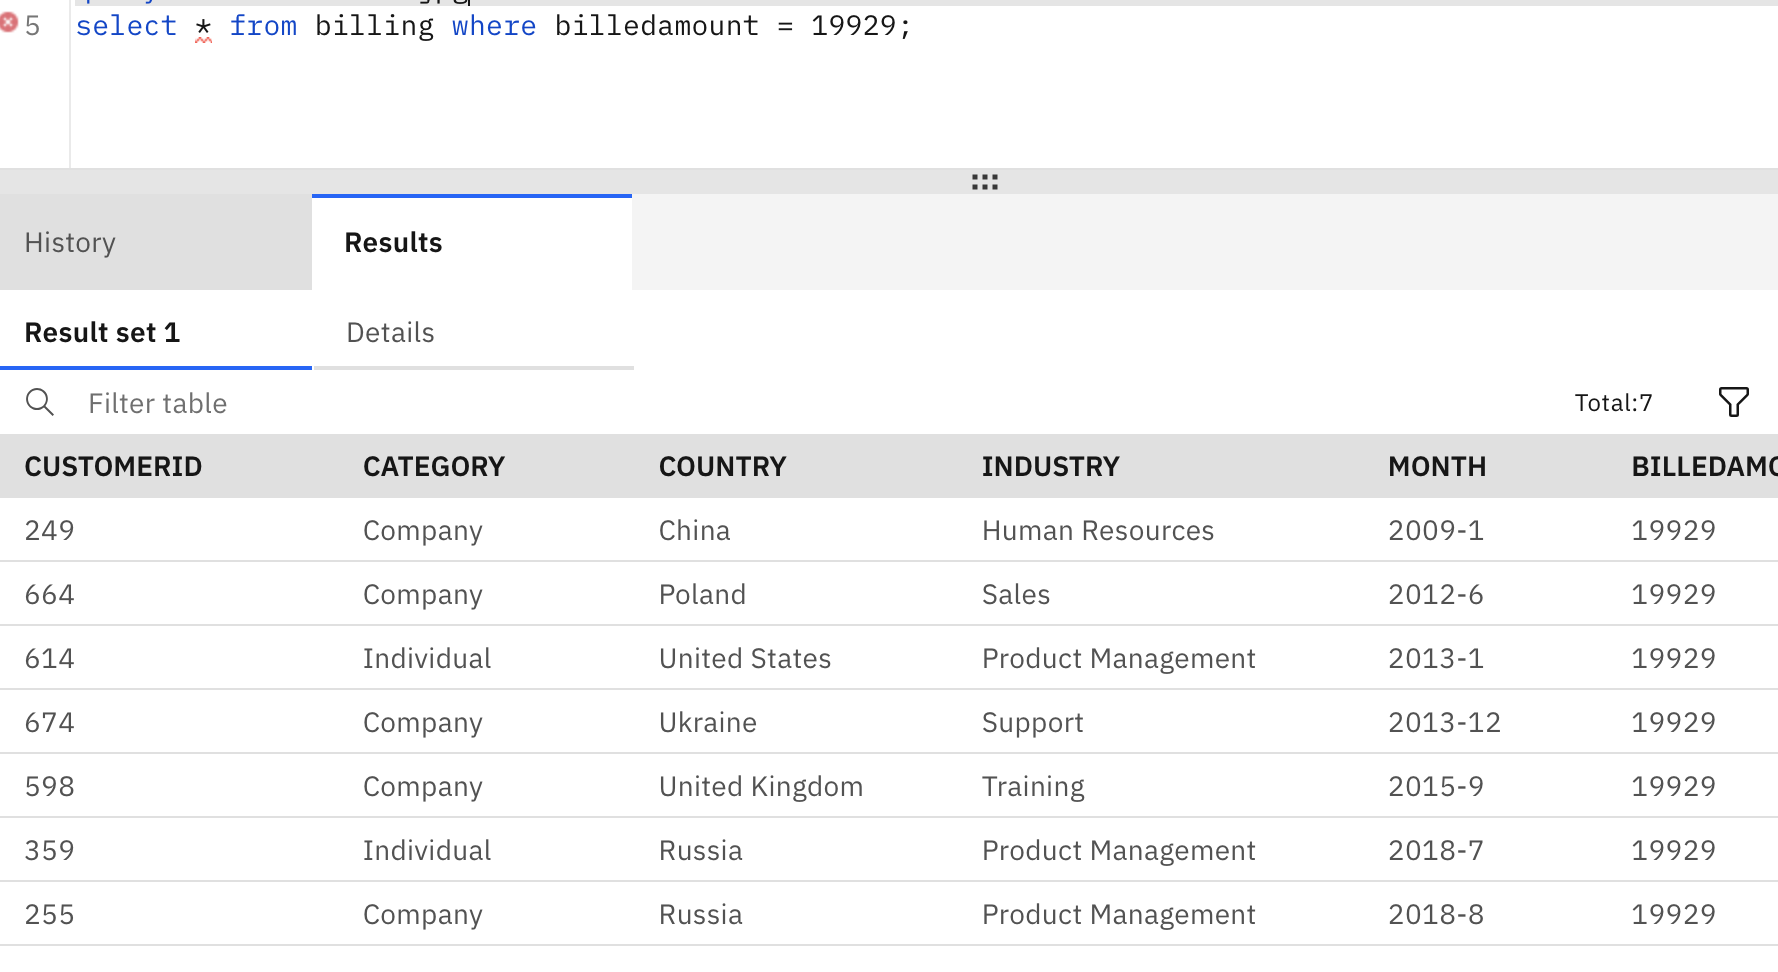 5 select * from billing where billedamount = 19929;
History Results
Result set 1 Details
Filter table Total:7
CUSTOMERID CATEGORY COUNTRY INDUSTRY MONTH BILLEDAMO
249 Company China Human Resources 2009-1 19929
664 Company Poland Sales 2012-6 19929
614 Individual United States Product Management 2013-1 19929
674 Company Ukraine Support 2013-12 19929
598 Company United Kingdom Training 2015-9 19929
359 Individual Russia Product Management 2018-7 19929
255 Company Russia Product Management 2018-8 19929